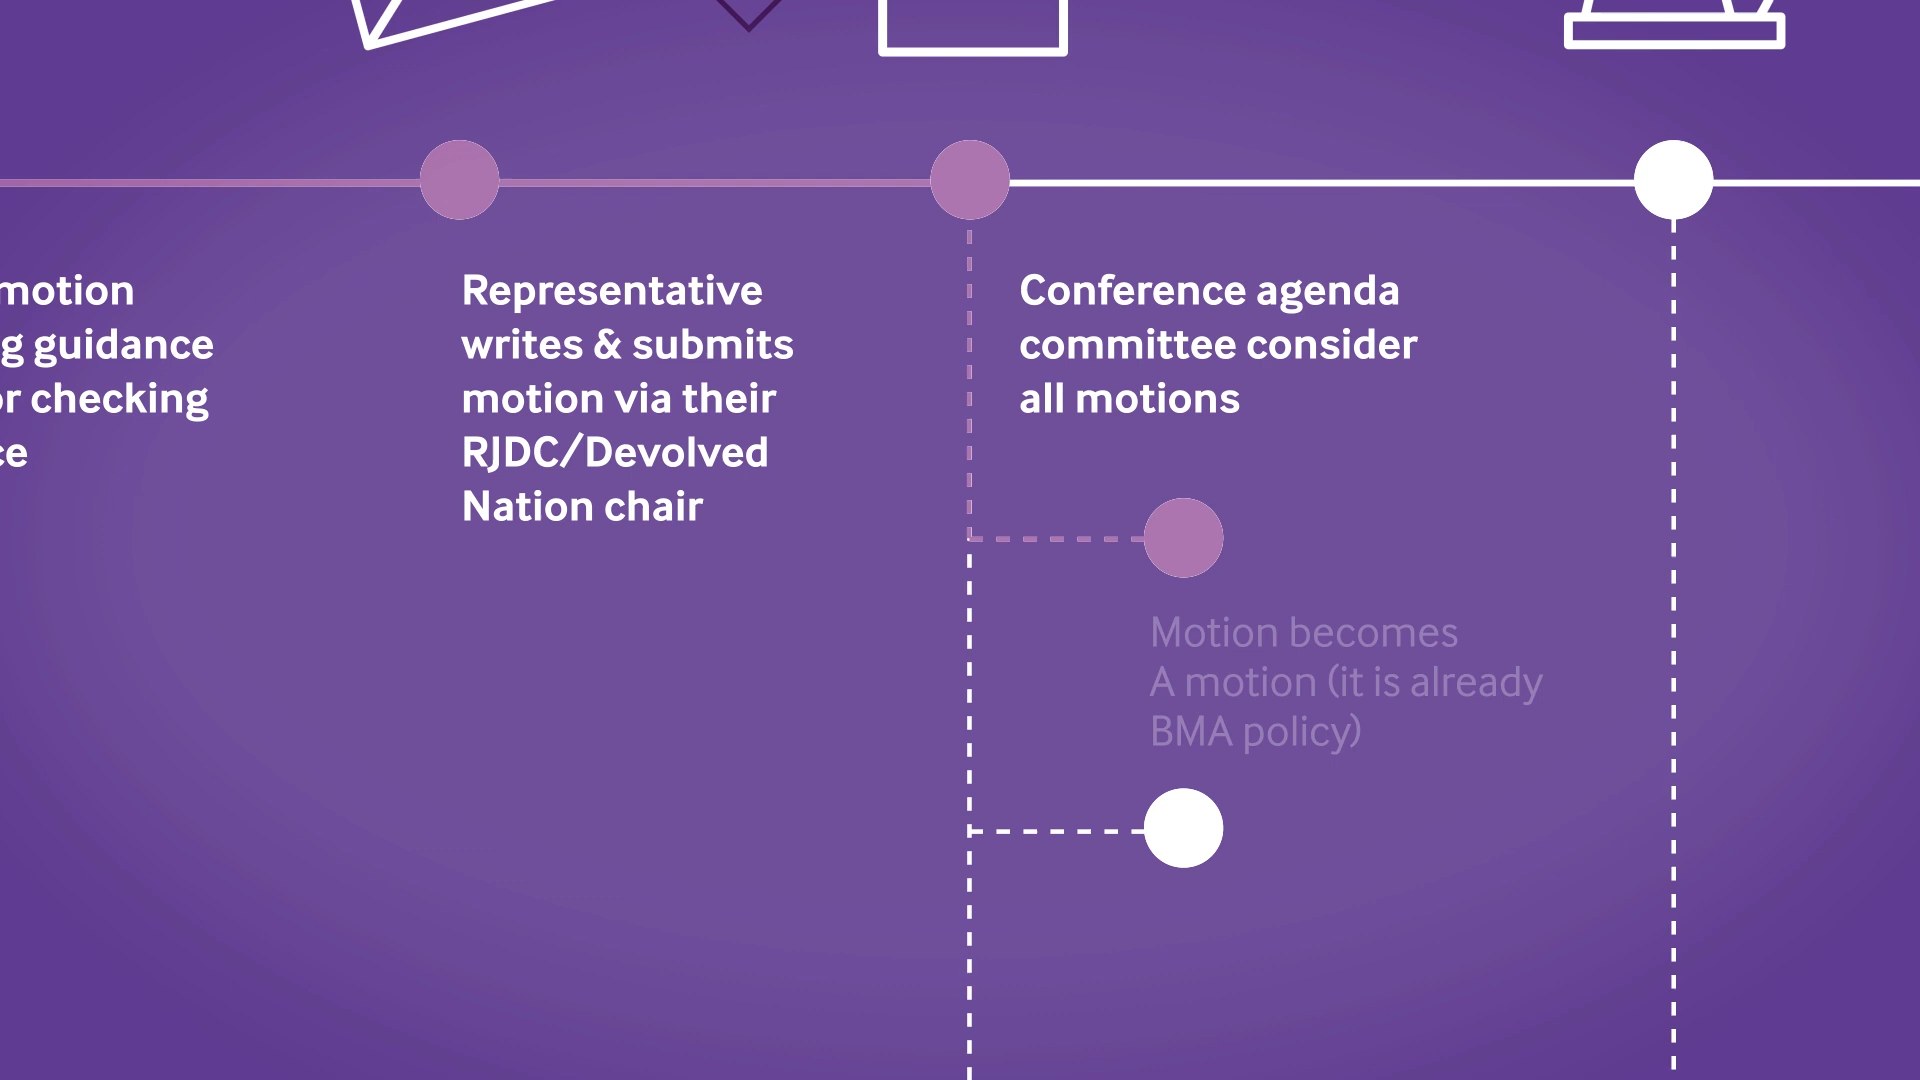 motion
g guidance
or checking
ce
Representative
writes & submits
motion via their
RJDC/Devolved
Nation chair
Conference agenda
committee consider
all motions
Motion becomes
A motion (it is already
BMA policy)